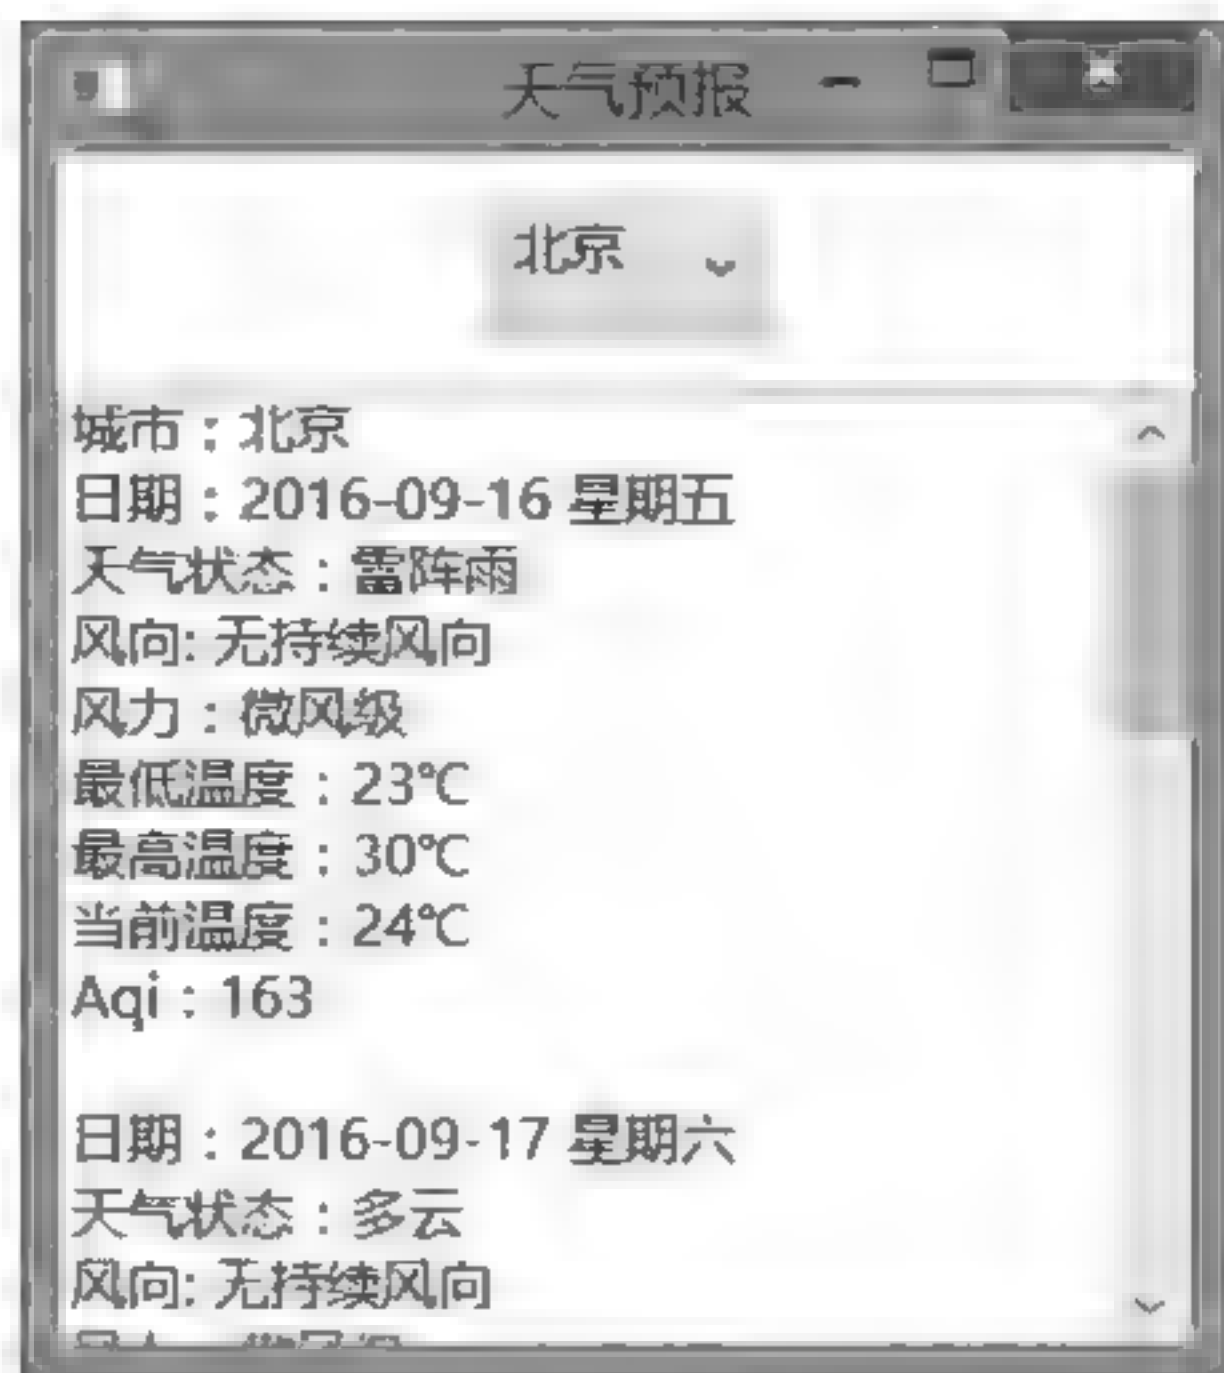 天气预报
北京
城市：北京
日期：2016-09-16 星期五
天气状态：雷阵雨
风向: 无持续风向
风力：微风级
最低温度：23℃
最高温度：30℃
当前温度：24℃
Aqi：163
日期：2016-09-17 星期六
天气状态：多云
风向: 无持续风向